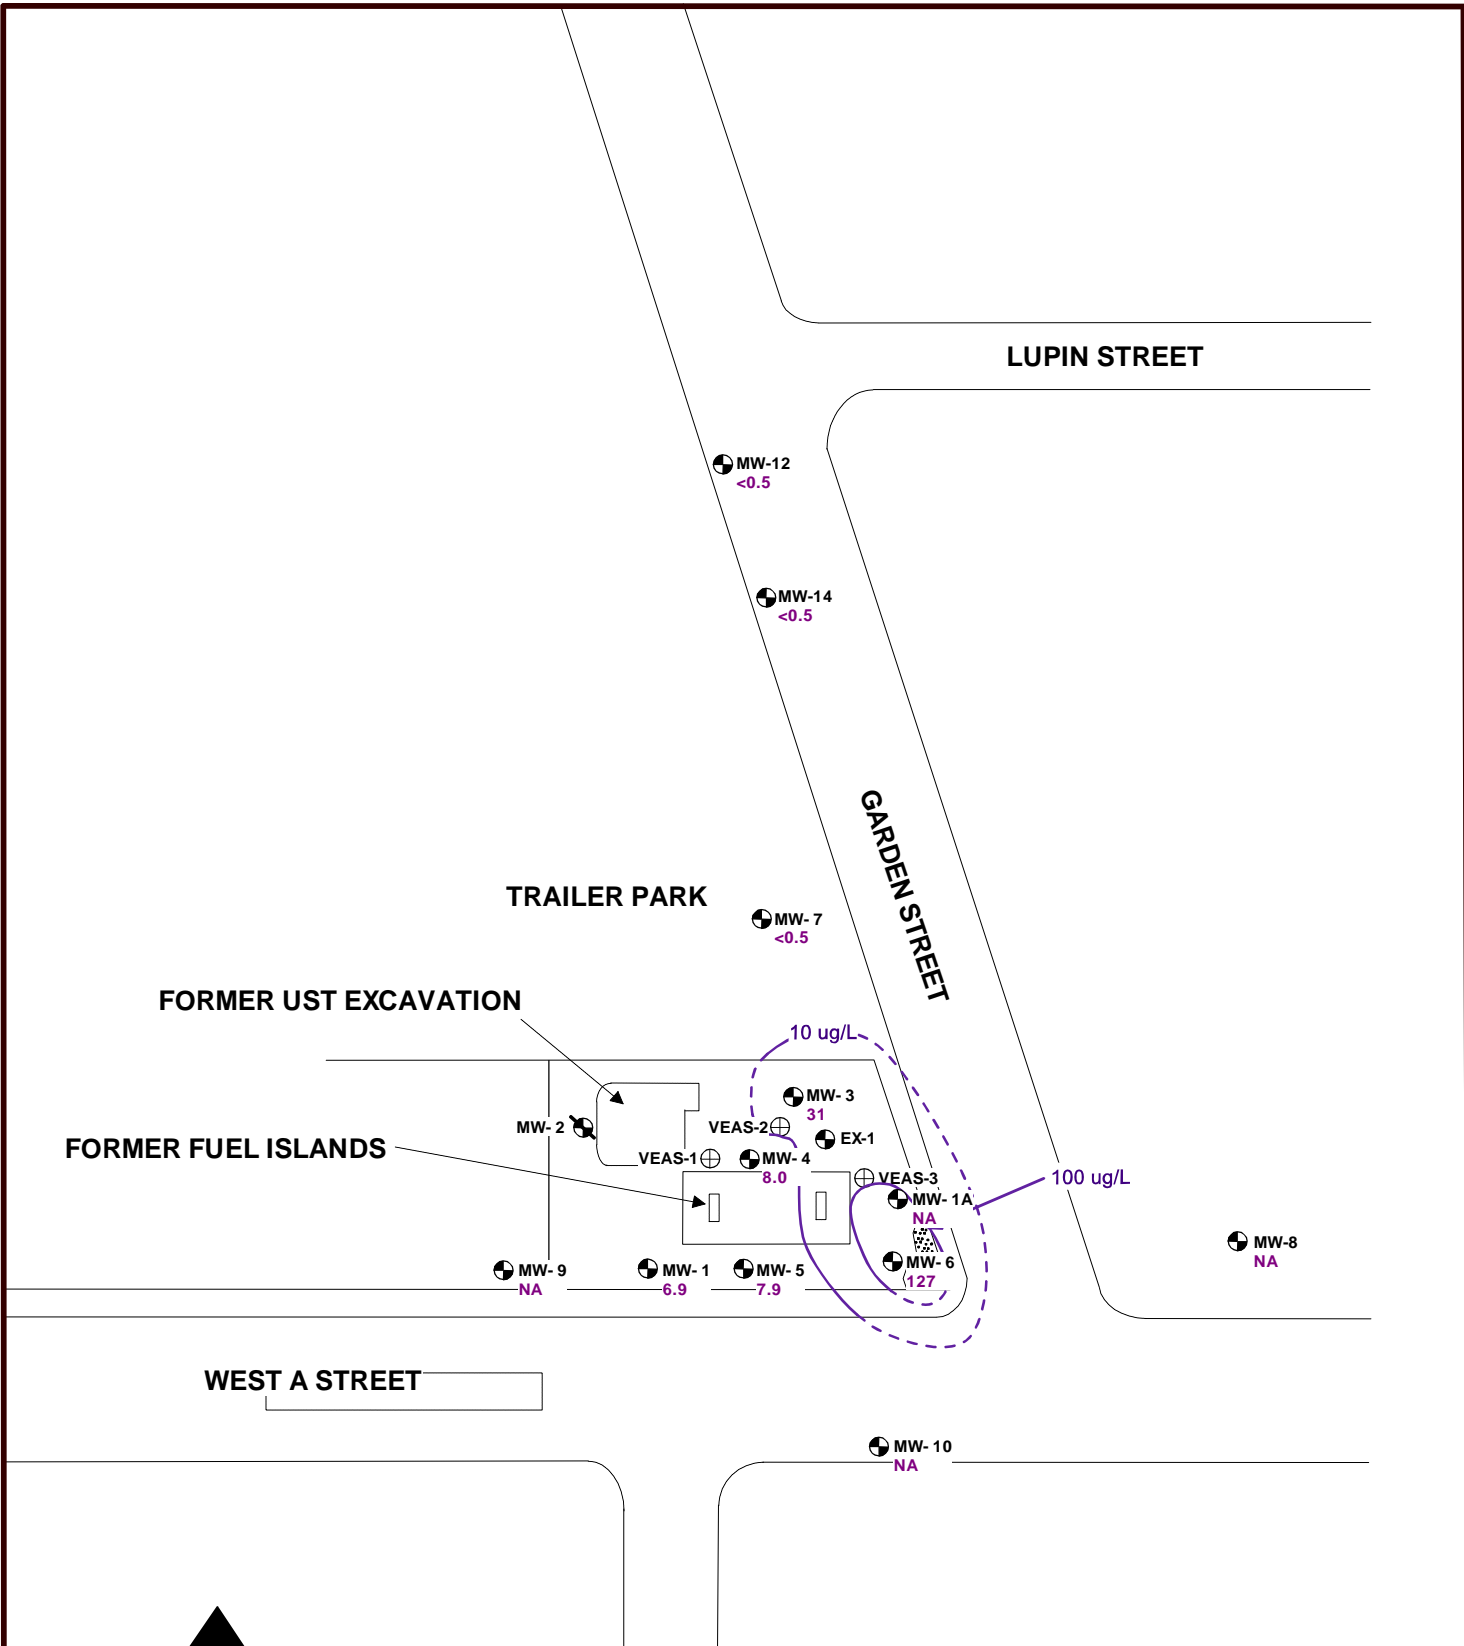 LUPIN STREET
MW-12
<0.5
MW-14
<0.5
GARDEN STREET
TRAILER PARK
MW- 7
<0.5
FORMER UST EXCAVATION
10 ug/L
MW- 3
31
MW- 2
VEAS-2
EX-1
FORMER FUEL ISLANDS
VEAS-1
MW- 4
8.0
VEAS-3
100 ug/L
MW- 1A
NA
MW-8
NA
MW- 9
NA
MW- 1
6.9
MW- 5
7.9
MW- 6
127
WEST A STREET
MW- 10
NA